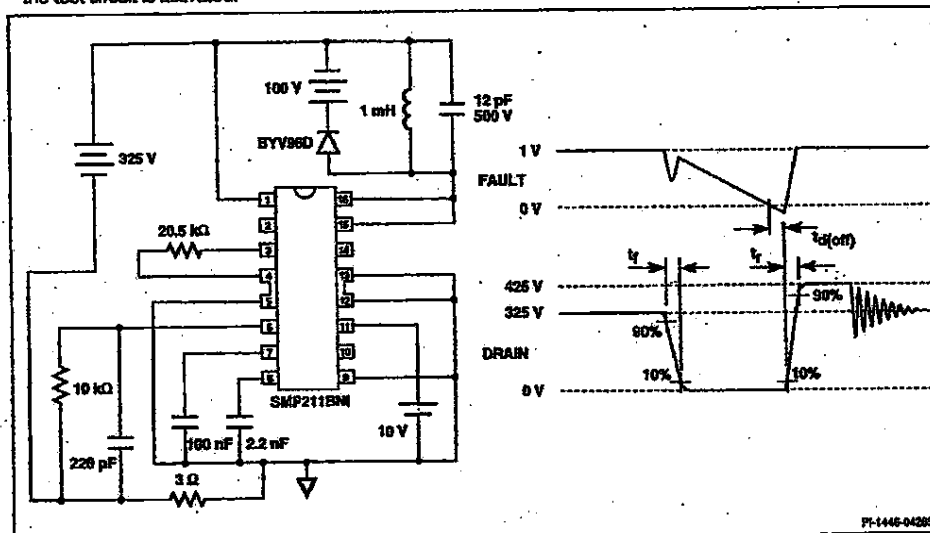 100 V
1 mH
12 pF
500 V
BYV96D
325 V
1
2
3
4
5
6
7
8
16
15
14
13
12
11
10
9
20.5 kΩ
SMP211BNI
10 kΩ
220 pF
100 nF
2.2 nF
3 Ω
10 V
1 V
FAULT
0 V
td(off)
tf
tr
425 V
325 V
90%
90%
DRAIN
10%
10%
0 V